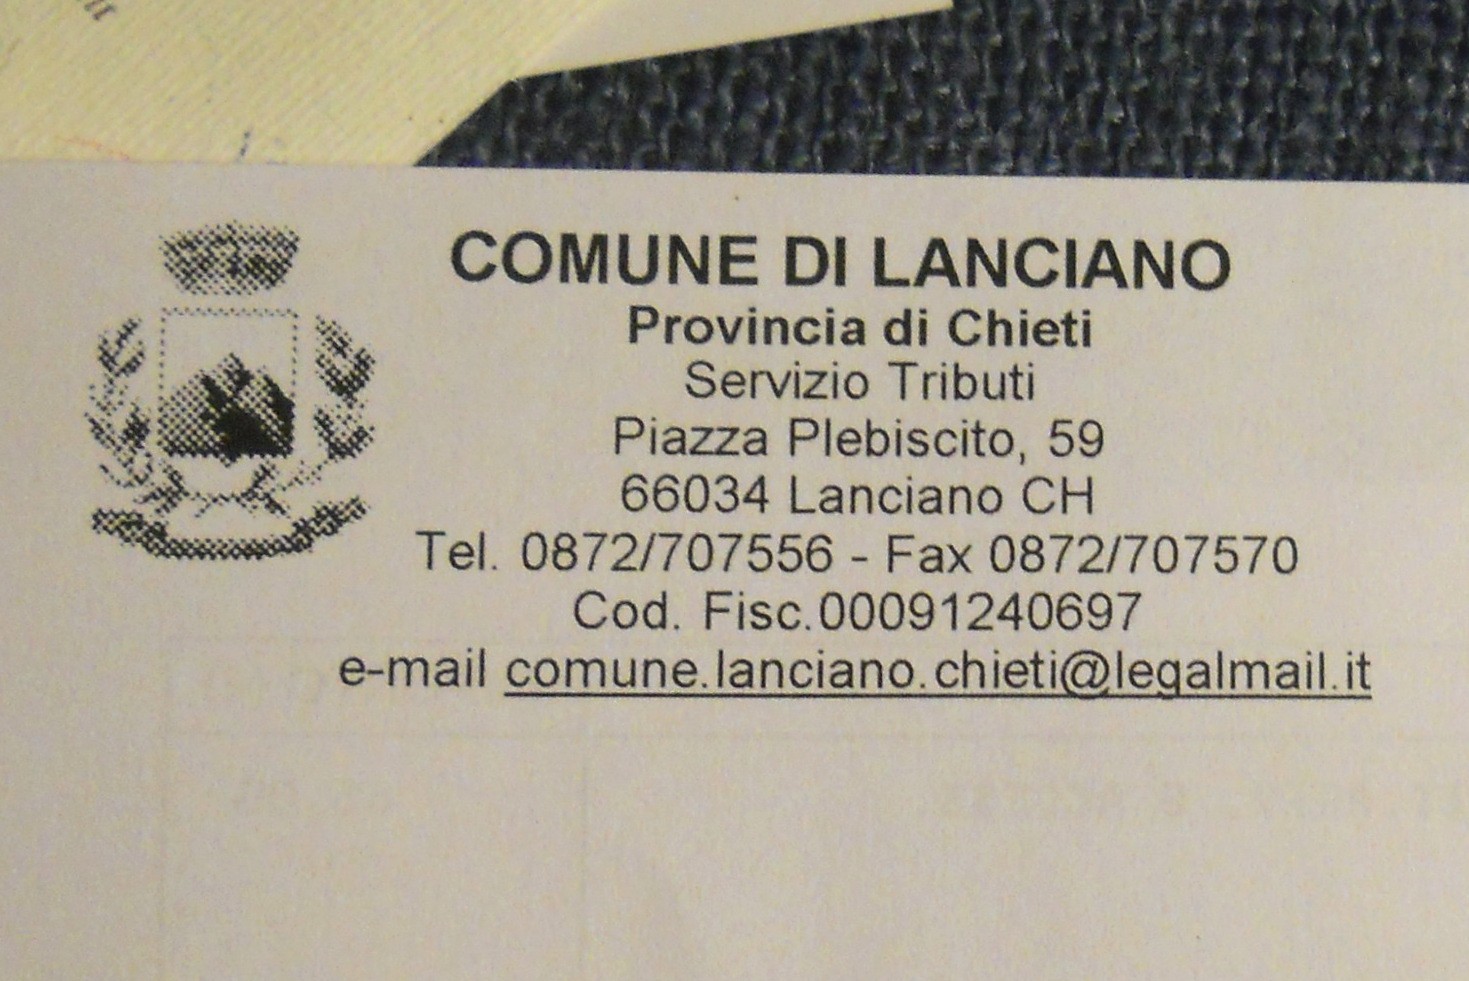 COMUNE DI LANCIANO
Provincia di Chieti
Servizio Tributi
Piazza Plebiscito, 59
66034 Lanciano CH
Tel. 0872/707556 - Fax 0872/707570
Cod. Fisc.00091240697
e-mail comune.lanciano.chieti@legalmail.it